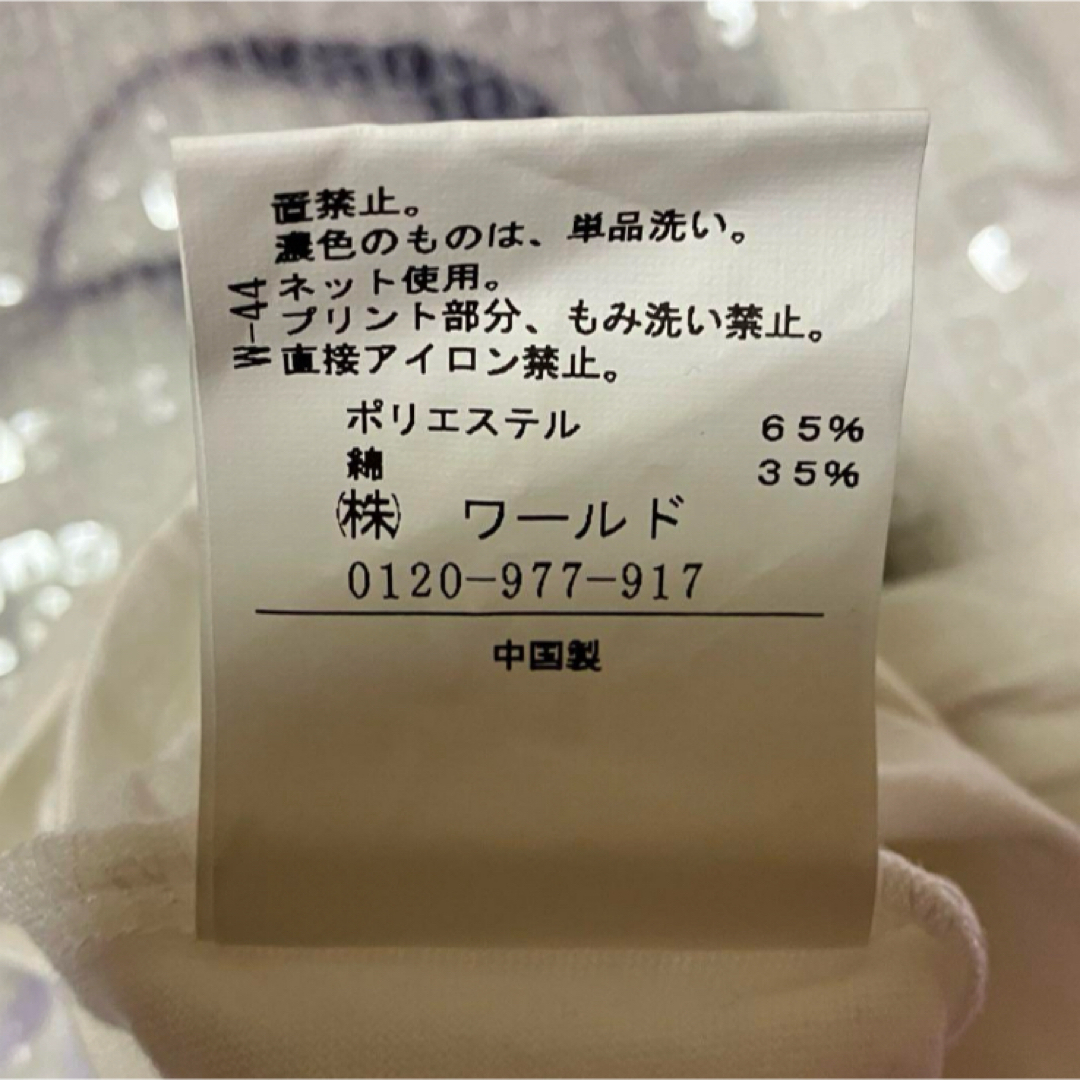 置禁止。
濃色のものは、単品洗い。
ネット使用。
プリント部分、もみ洗い禁止。
直接アイロン禁止。
W-44
ポリエステル 65%
綿 35%
㈱ ワールド
0120-977-917
中国製